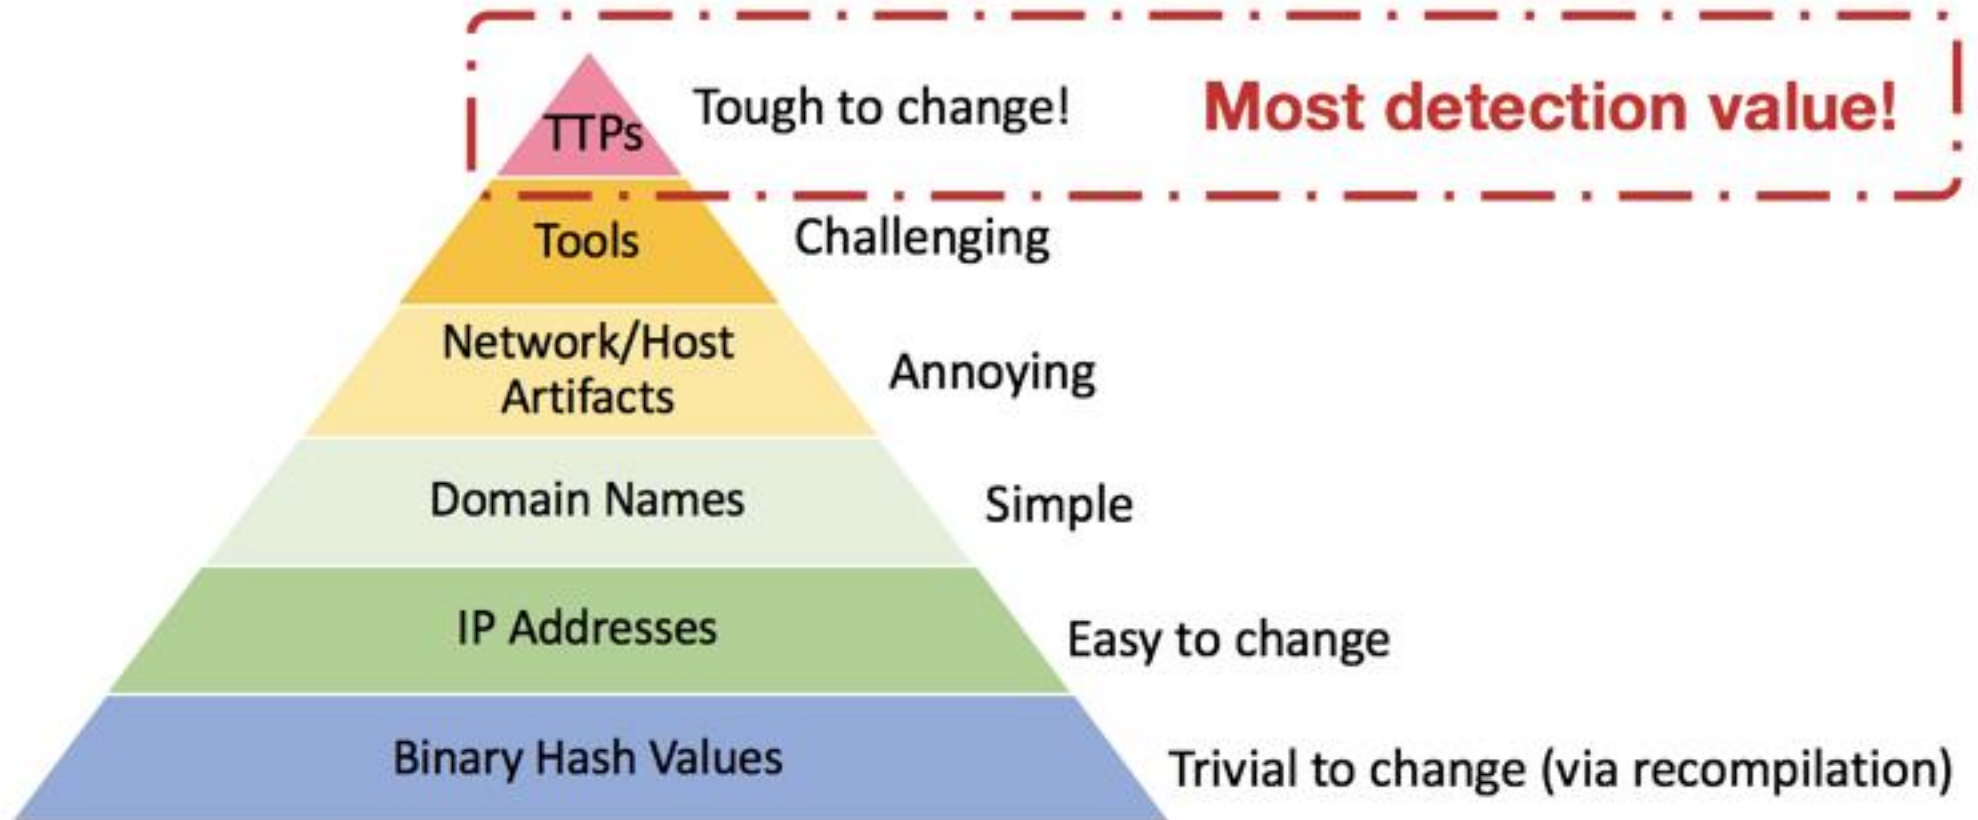 TTPs
Tough to change!
Most detection value!
Tools
Challenging
Network/Host
Artifacts
Annoying
Domain Names
Simple
IP Addresses
Easy to change
Binary Hash Values
Trivial to change (via recompilation)